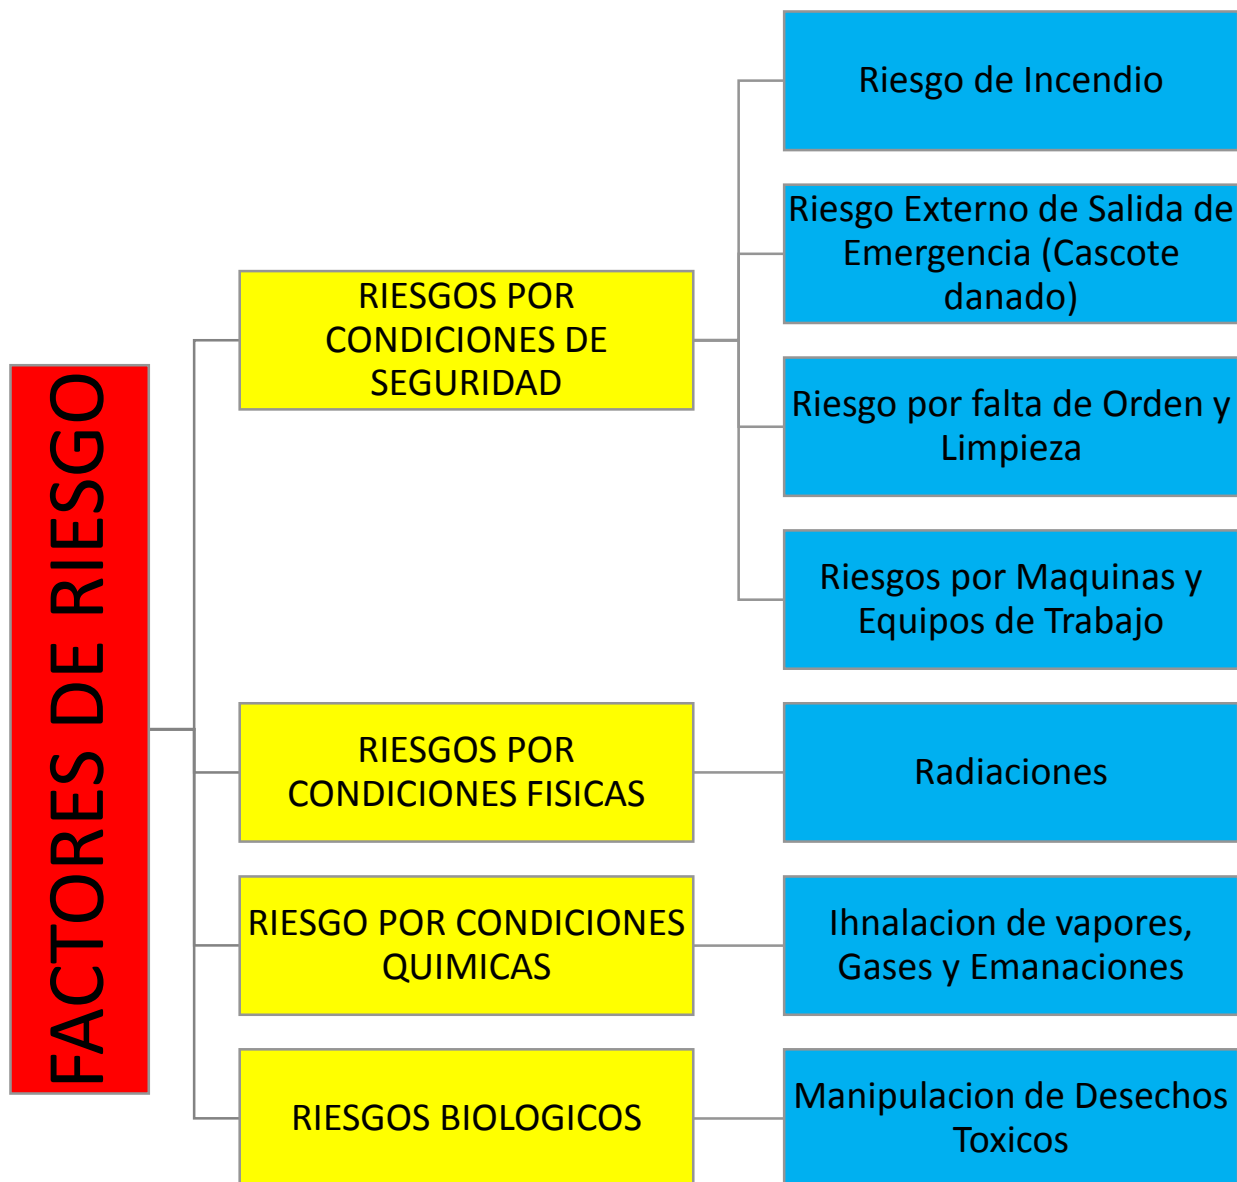 FACTORES DE RIESGO
RIESGOS POR
CONDICIONES DE
SEGURIDAD
Riesgo de Incendio
Riesgo Externo de Salida de
Emergencia (Cascote
danado)
Riesgo por falta de Orden y
Limpieza
Riesgos por Maquinas y
Equipos de Trabajo
RIESGOS POR
CONDICIONES FISICAS
Radiaciones
RIESGO POR CONDICIONES
QUIMICAS
Ihnalacion de vapores,
Gases y Emanaciones
RIESGOS BIOLOGICOS
Manipulacion de Desechos
Toxicos